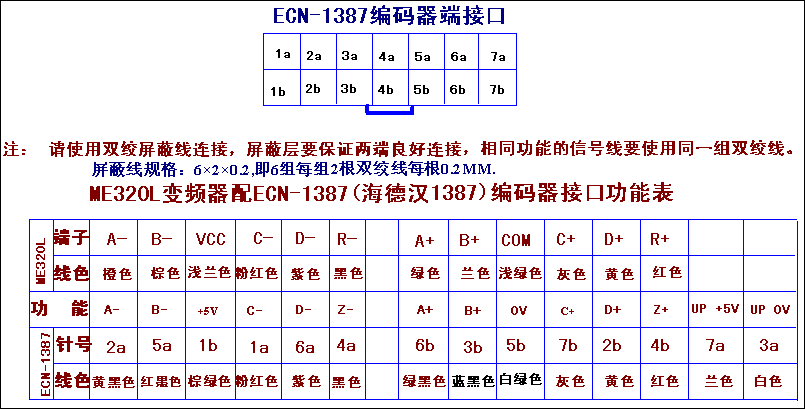 ECN-1387编码器端接口
1a 2a 3a 4a 5a 6a 7a
1b 2b 3b 4b 5b 6b 7b
注： 请使用双绞屏蔽线连接，屏蔽层要保证两端良好连接，相同功能的信号线要使用同一组双绞线。
屏蔽线规格：6×2×0.2,即6组每组2根双绞线每根0.2MM.
ME320L变频器配ECN-1387(海德汉1387)编码器接口功能表
ME320L
端子 A- B- VCC C- D- R- A+ B+ COM C+ D+ R+
线色 橙色 棕色 浅兰色 粉红色 紫色 黑色 绿色 兰色 浅绿色 灰色 黄色 红色
功 能 A- B- +5V C- D- Z- A+ B+ 0V C+ D+ Z+ UP +5V UP 0V
ECN-1387
针号 2a 5a 1b 1a 6a 4a 6b 3b 5b 7b 2b 4b 7a 3a
线色 黄黑色 红黑色 棕绿色 粉红色 紫色 黑色 绿黑色 蓝黑色 白绿色 灰色 黄色 红色 兰色 白色